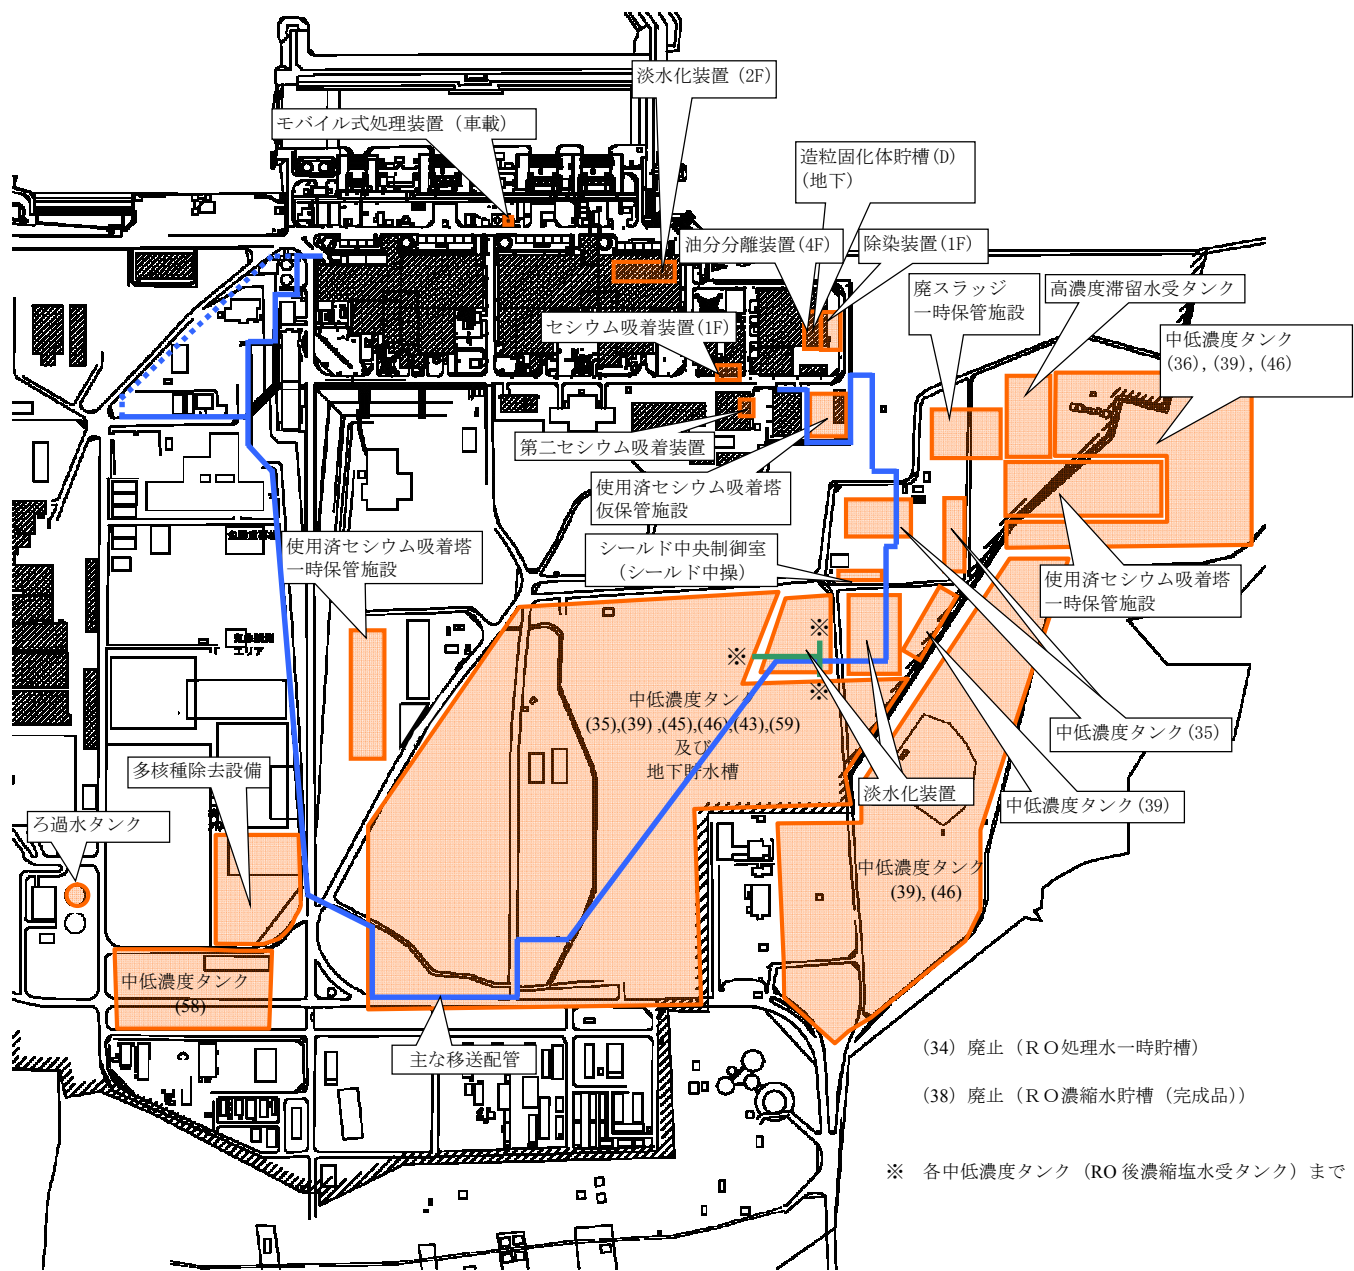 淡水化装置 (2F)
モバイル式処理装置（車載）
造粒固化体貯槽(D)
(地下)
油分分離装置(4F)
除染装置(1F)
廃スラッジ
一時保管施設
高濃度滞留水受タンク
中低濃度タンク
(36), (39), (46)
セシウム吸着装置(1F)
第二セシウム吸着装置
使用済セシウム吸着塔
仮保管施設
シールド中央制御室
（シールド中操）
使用済セシウム吸着塔
一時保管施設
使用済セシウム吸着塔
一時保管施設
※
※
※
中低濃度タンク
(35),(39) ,(45),(46),(43),(59)
及び
地下貯水槽
中低濃度タンク(35)
淡水化装置
中低濃度タンク(39)
多核種除去設備
ろ過水タンク
中低濃度タンク
(39), (46)
中低濃度タンク
(58)
主な移送配管
(34) 廃止（ＲＯ処理水一時貯槽）
(38) 廃止（ＲＯ濃縮水貯槽（完成品））
※ 各中低濃度タンク（RO 後濃縮塩水受タンク）まで